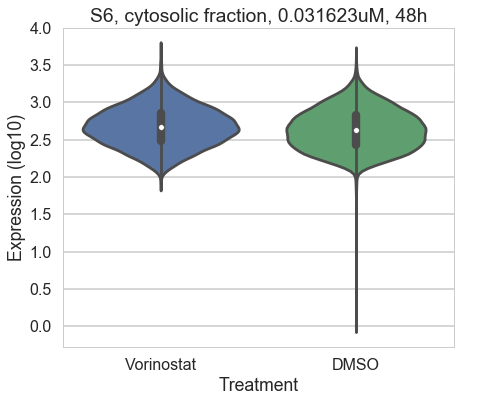 S6, cytosolic fraction, 0.031623uM, 48h
Expression (log10)
4.0
3.5
3.0
2.5
2.0
1.5
1.0
0.5
0.0
Vorinostat DMSO
Treatment